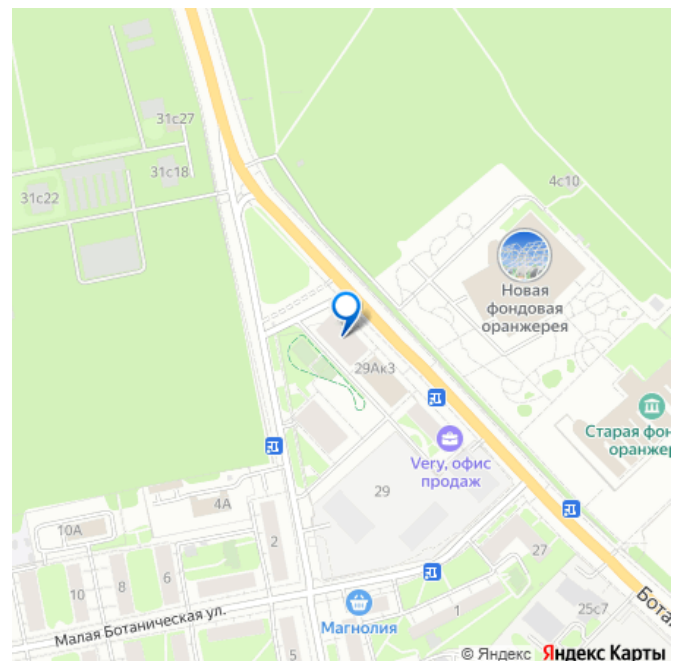 31с27
31с18
31с22
4с10
Новая
фондовая
оранжерея
29Ак3
Старая фон
оранжер
Very, офис
продаж
29
4А
10А
2
27
6
8
10
25с7
Бота
Малая Ботаническая ул.
1
Магнолия
5
© Яндекс Яндекс Карты